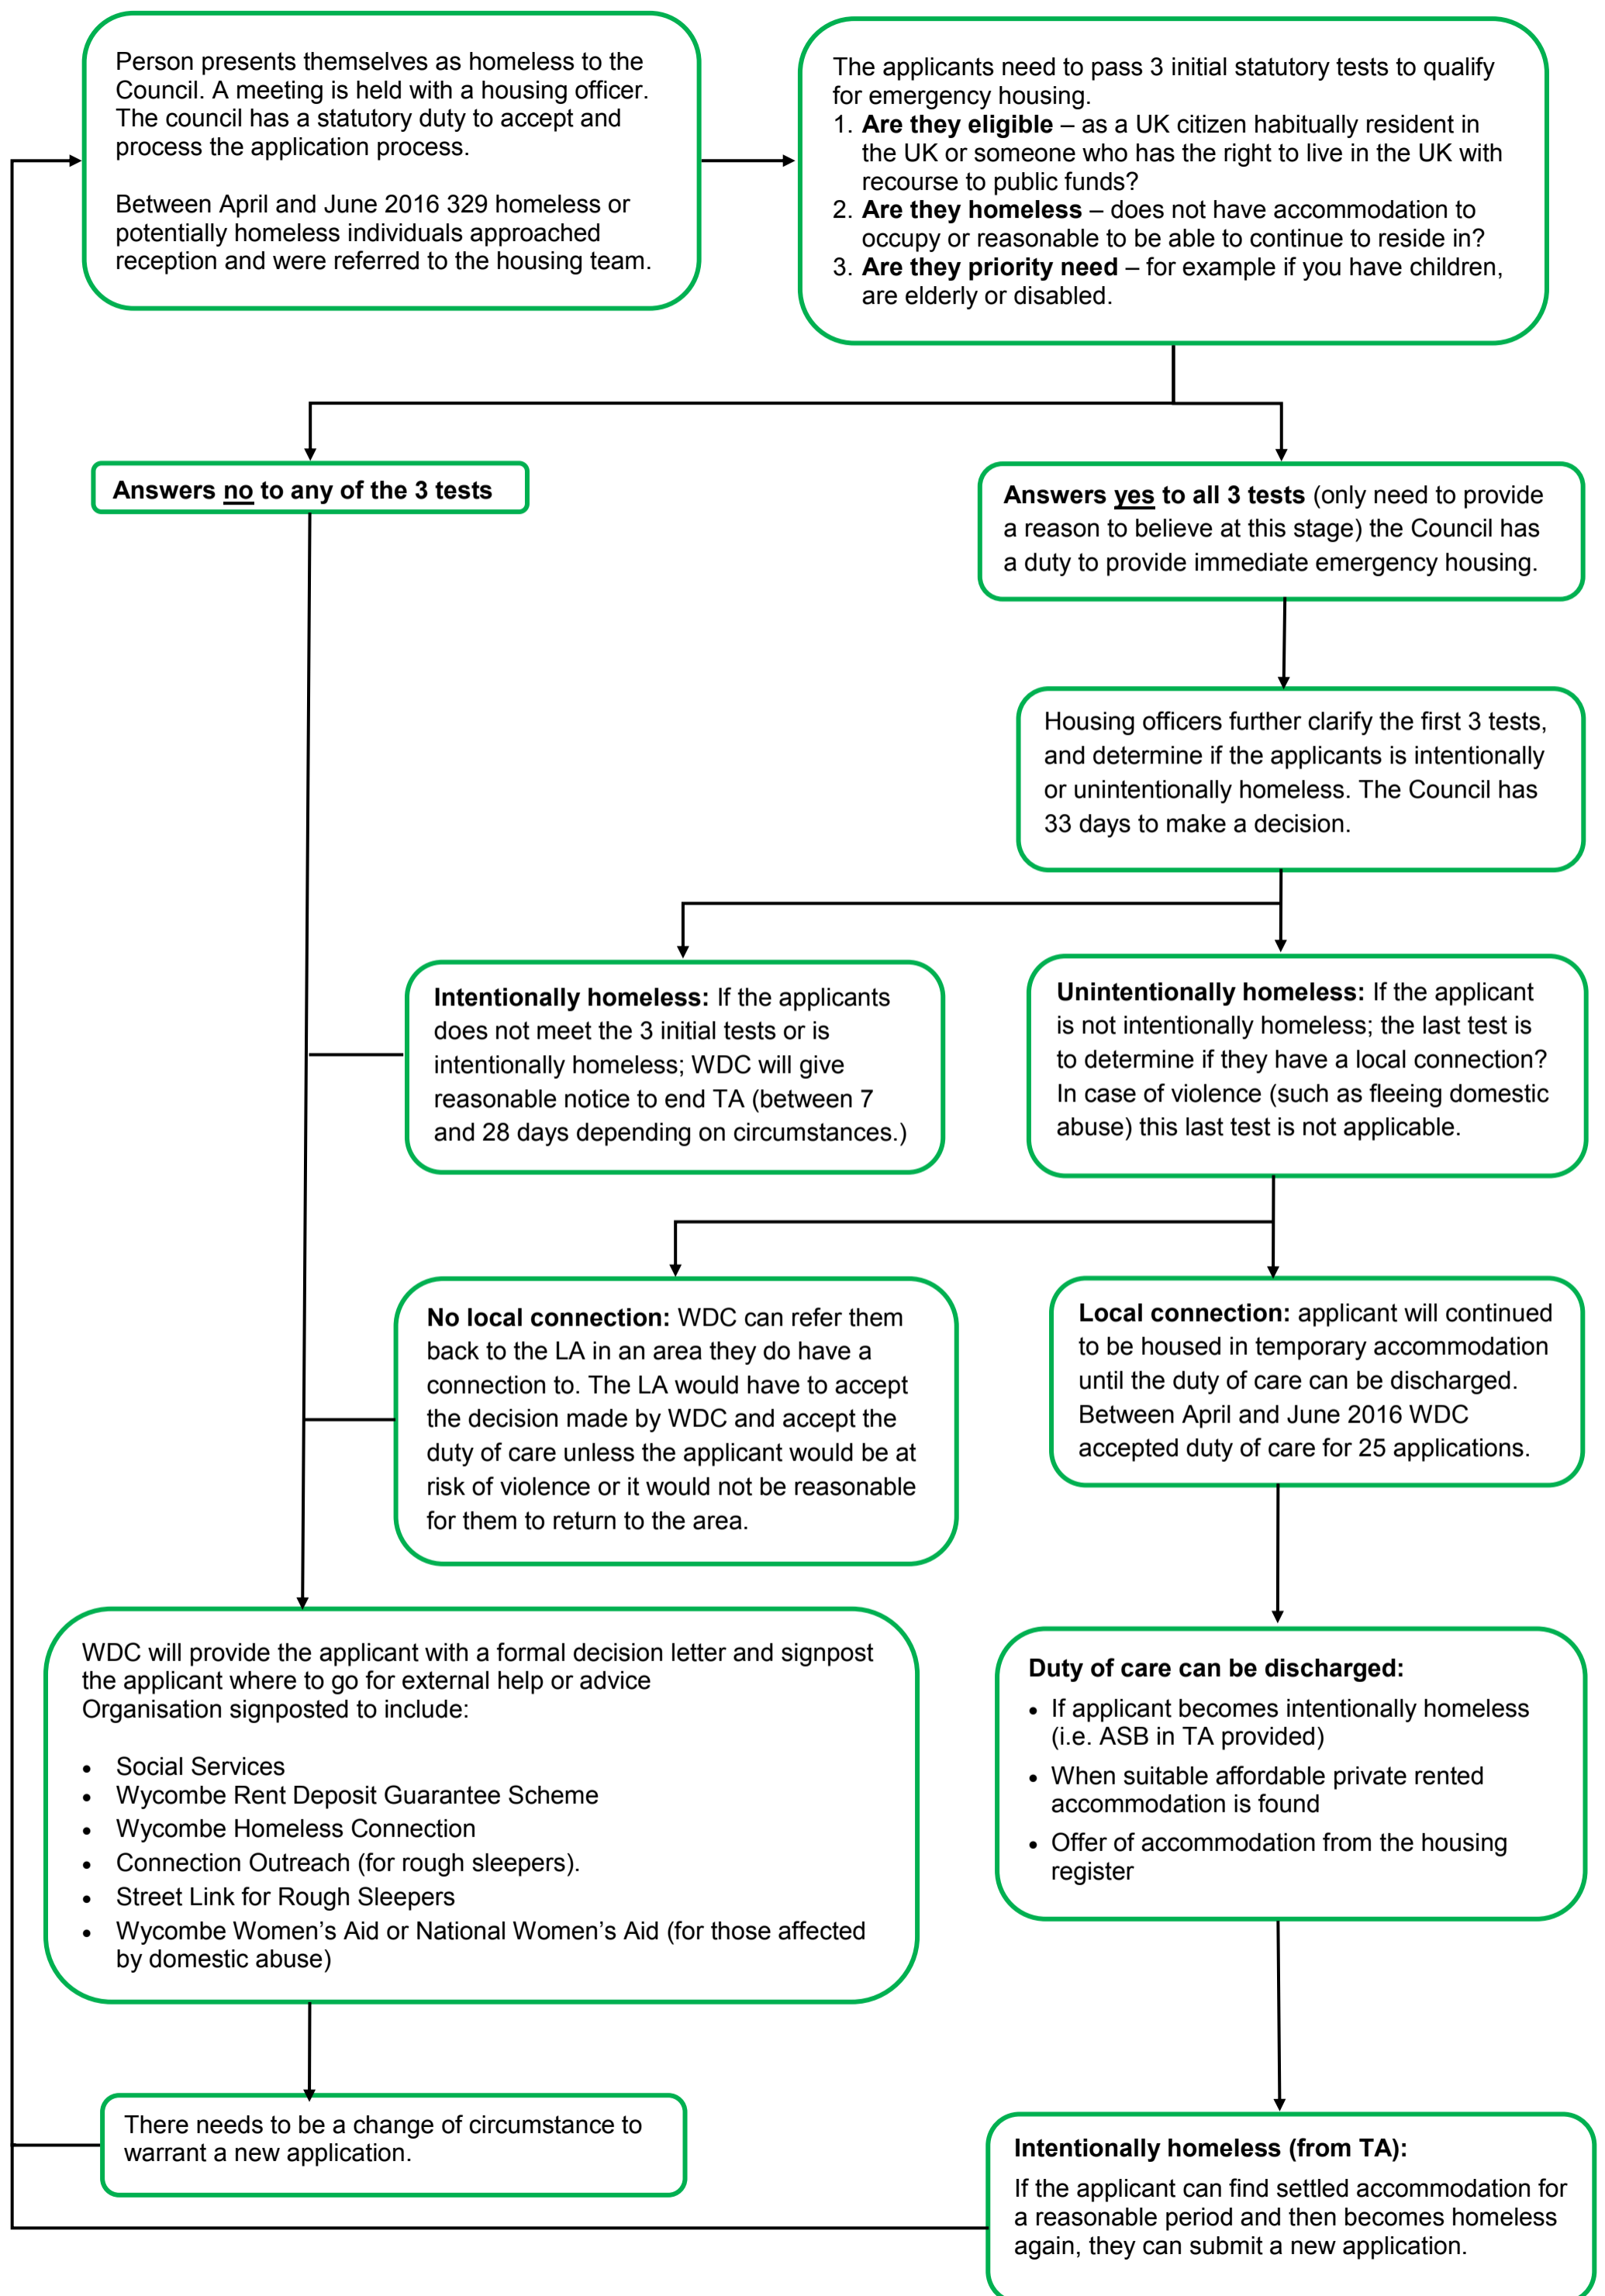 Person presents themselves as homeless to the
Council. A meeting is held with a housing officer.
The council has a statutory duty to accept and
process the application process.
Between April and June 2016 329 homeless or
potentially homeless individuals approached
reception and were referred to the housing team.
The applicants need to pass 3 initial statutory tests to qualify
for emergency housing.
1. Are they eligible – as a UK citizen habitually resident in
the UK or someone who has the right to live in the UK with
recourse to public funds?
2. Are they homeless – does not have accommodation to
occupy or reasonable to be able to continue to reside in?
3. Are they priority need – for example if you have children,
are elderly or disabled.
Answers no to any of the 3 tests
Answers yes to all 3 tests (only need to provide
a reason to believe at this stage) the Council has
a duty to provide immediate emergency housing.
Housing officers further clarify the first 3 tests,
and determine if the applicants is intentionally
or unintentionally homeless. The Council has
33 days to make a decision.
Intentionally homeless: If the applicants
does not meet the 3 initial tests or is
intentionally homeless; WDC will give
reasonable notice to end TA (between 7
and 28 days depending on circumstances.)
Unintentionally homeless: If the applicant
is not intentionally homeless; the last test is
to determine if they have a local connection?
In case of violence (such as fleeing domestic
abuse) this last test is not applicable.
No local connection: WDC can refer them
back to the LA in an area they do have a
connection to. The LA would have to accept
the decision made by WDC and accept the
duty of care unless the applicant would be at
risk of violence or it would not be reasonable
for them to return to the area.
Local connection: applicant will continued
to be housed in temporary accommodation
until the duty of care can be discharged.
Between April and June 2016 WDC
accepted duty of care for 25 applications.
WDC will provide the applicant with a formal decision letter and signpost
the applicant where to go for external help or advice
Organisation signposted to include:
• Social Services
• Wycombe Rent Deposit Guarantee Scheme
• Wycombe Homeless Connection
• Connection Outreach (for rough sleepers).
• Street Link for Rough Sleepers
• Wycombe Women’s Aid or National Women’s Aid (for those affected
by domestic abuse)
Duty of care can be discharged:
• If applicant becomes intentionally homeless
(i.e. ASB in TA provided)
• When suitable affordable private rented
accommodation is found
• Offer of accommodation from the housing
register
There needs to be a change of circumstance to
warrant a new application.
Intentionally homeless (from TA):
If the applicant can find settled accommodation for
a reasonable period and then becomes homeless
again, they can submit a new application.